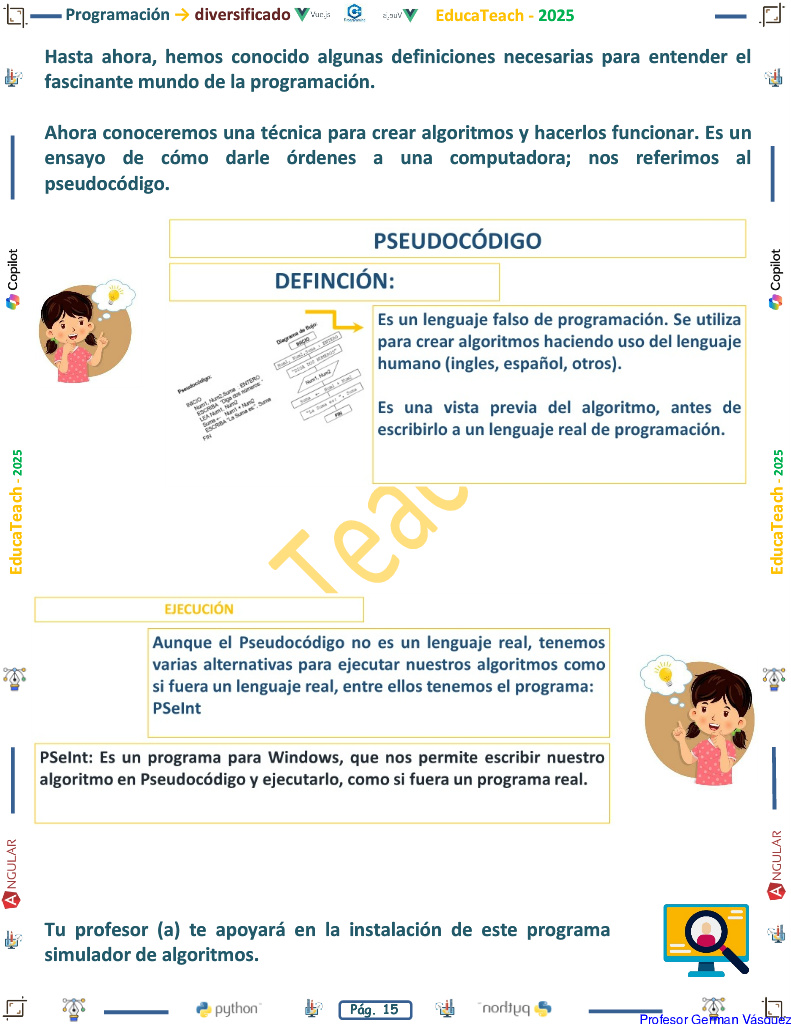 Programación → diversificado Vue.js EducaTeach - 2025
Hasta ahora, hemos conocido algunas definiciones necesarias para entender el
fascinante mundo de la programación.
Ahora conoceremos una técnica para crear algoritmos y hacerlos funcionar. Es un
ensayo de cómo darle órdenes a una computadora; nos referimos al
pseudocódigo.
Copilot
Copilot
PSEUDOCÓDIGO
DEFINCIÓN:
Es un lenguaje falso de programación. Se utiliza
para crear algoritmos haciendo uso del lenguaje
humano (ingles, español, otros).
Es una vista previa del algoritmo, antes de
escribirlo a un lenguaje real de programación.
Pseudocódigo:
INICIO
Num1, Num2,Suma : ENTERO
ESCRIBA "Diga dos números: "
LEA Num1, Num2
Suma ← Num1 + Num2
ESCRIBA "La Suma es:", Suma
FIN
Diagrama de flujo:
INICIO
Num1, Num2
FIN
Teac
EducaTeach - 2025
EducaTeach - 2025
EJECUCIÓN
Aunque el Pseudocódigo no es un lenguaje real, tenemos
varias alternativas para ejecutar nuestros algoritmos como
si fuera un lenguaje real, entre ellos tenemos el programa:
PSeInt
PSeInt: Es un programa para Windows, que nos permite escribir nuestro
algoritmo en Pseudocódigo y ejecutarlo, como si fuera un programa real.
ANGULAR
ANGULAR
Tu profesor (a) te apoyará en la instalación de este programa
simulador de algoritmos.
python
Pág. 15
python
Profesor German Vásquez